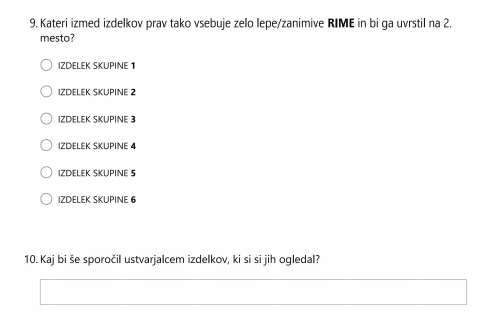 9. Kateri izmed izdelkov prav tako vsebuje zelo lepe/zanimive RIME in bi ga uvrstil na 2.
mesto?
IZDELEK SKUPINE 1
IZDELEK SKUPINE 2
IZDELEK SKUPINE 3
IZDELEK SKUPINE 4
IZDELEK SKUPINE 5
IZDELEK SKUPINE 6
10. Kaj bi še sporočil ustvarjalcem izdelkov, ki si si jih ogledal?